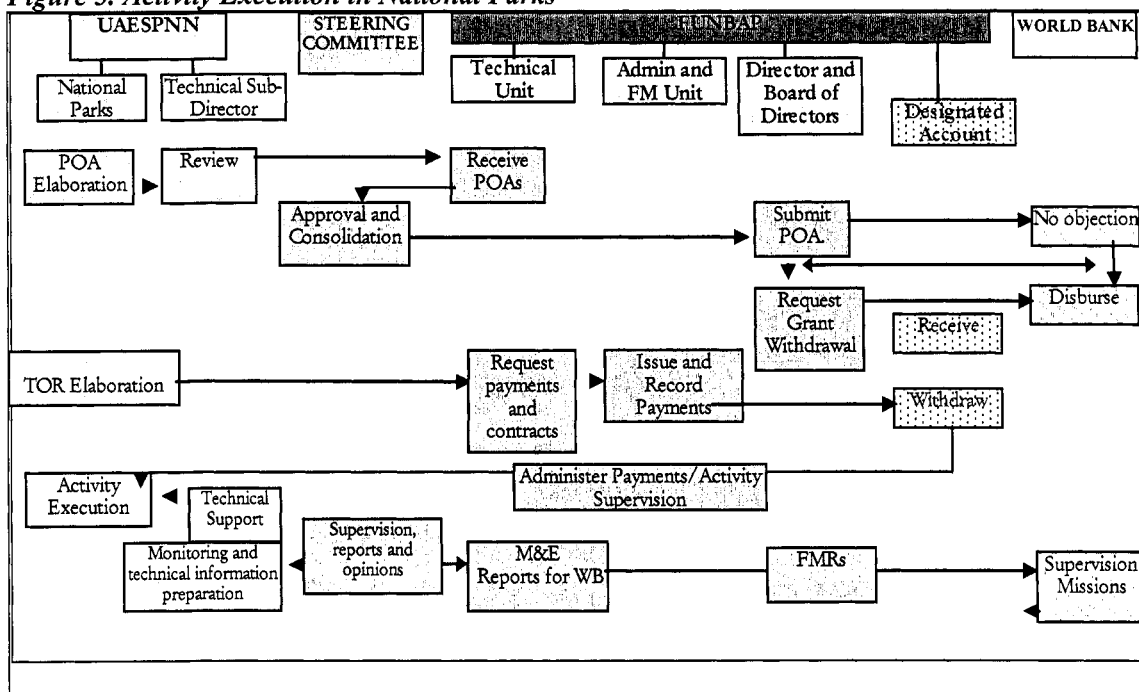 Figure 3. Activity Execution in National Parks
UAESPNN
STEERING
COMMITTEE
FUNBAP
WORLD BANK
National
Parks
Technical Sub-
Director
Technical
Unit
Admin and
FM Unit
Director and
Board of
Directors
Designated
Account
POA
Elaboration
Review
Receive
POAs
Approval and
Consolidation
Submit
POA.
No objection
Request
Grant
Withdrawal
Receive
Disburse
TOR Elaboration
Request
payments
and
contracts
Issue and
Record
Payments
Withdraw
Activity
Execution
Administer Payments/Activity
Supervision
Technical
Support
Monitoring and
technical information
preparation
Supervision,
reports and
opinions
M&E
Reports for WB
FMRs
Supervision
Missions